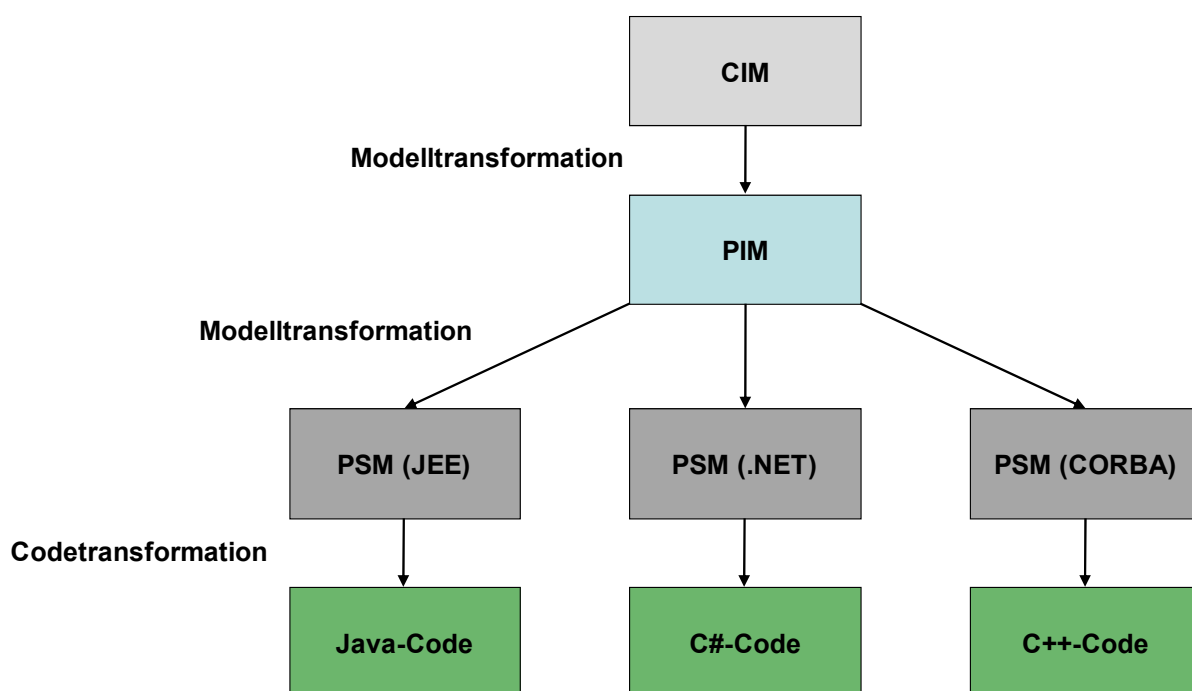 CIM
Modelltransformation
PIM
Modelltransformation
PSM (JEE)
PSM (.NET)
PSM (CORBA)
Codetransformation
Java-Code
C#-Code
C++-Code